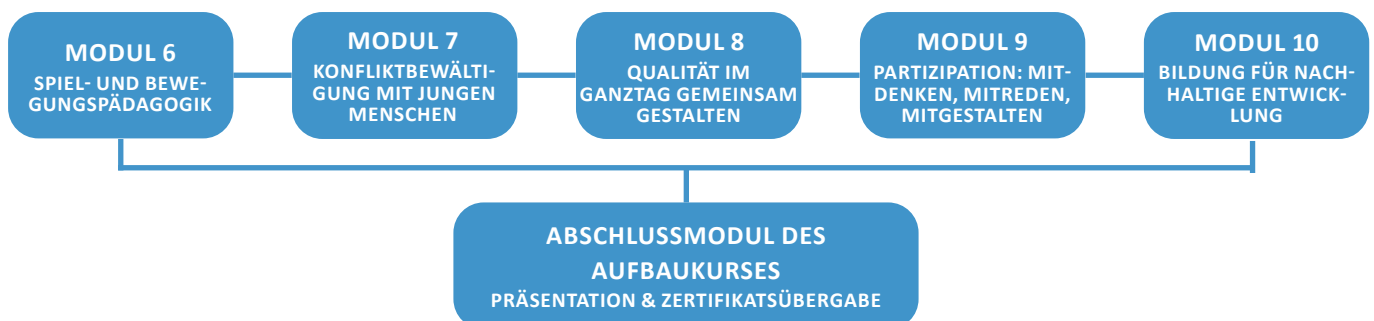 MODUL 6
SPIEL- UND BEWE-
GUNGSPÄDAGOGIK
MODUL 7
KONFLIKTBEWÄLTI-
GUNG MIT JUNGEN
MENSCHEN
MODUL 8
QUALITÄT IM
GANZTAG GEMEINSAM
GESTALTEN
MODUL 9
PARTIZIPATION: MIT-
DENKEN, MITREDEN,
MITGESTALTEN
MODUL 10
BILDUNG FÜR NACH-
HALTIGE ENTWICK-
LUNG
ABSCHLUSSMODUL DES
AUFBAUKURSES
PRÄSENTATION & ZERTIFIKATSÜBERGABE